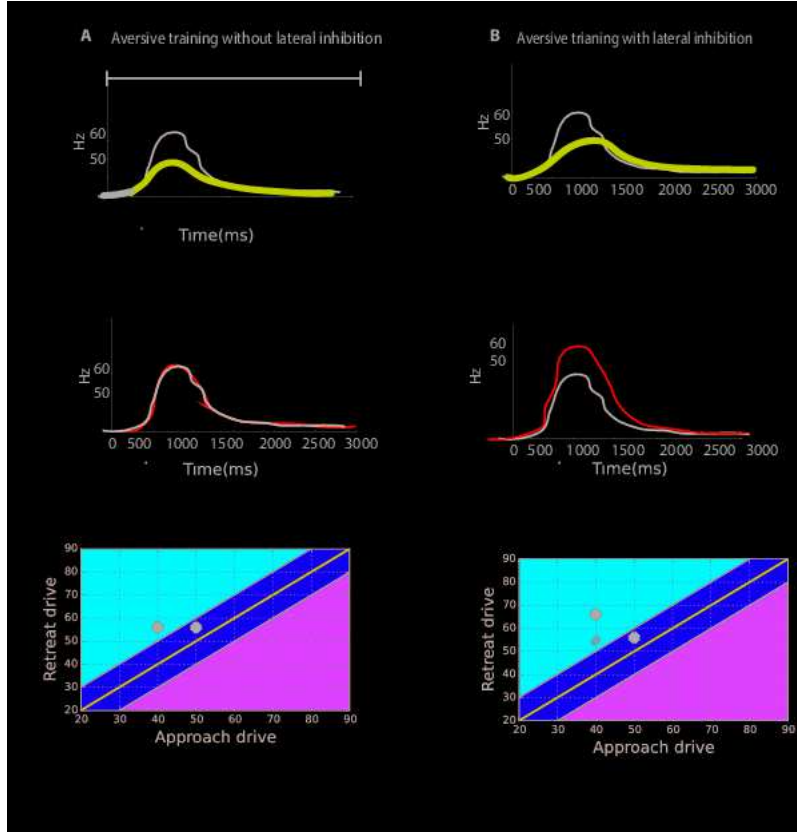 A Aversive training without lateral inhibition
60
50
Hz
Time(ms)
60
50
Hz
0 500 1000 1500 2000 2500 3000
Time(ms)
90
80
70
60
50
40
30
20
Retreat drive
20 30 40 50 60 70 80 90
Approach drive
B Aversive trianing with lateral inhibition
60
50
Hz
0 500 1000 1500 2000 2500 3000
60
50
Hz
0 500 1000 1500 2000 2500 3000
Time(ms)
90
80
70
60
50
40
30
20
Retreat drive
20 30 40 50 60 70 80 90
Approach drive